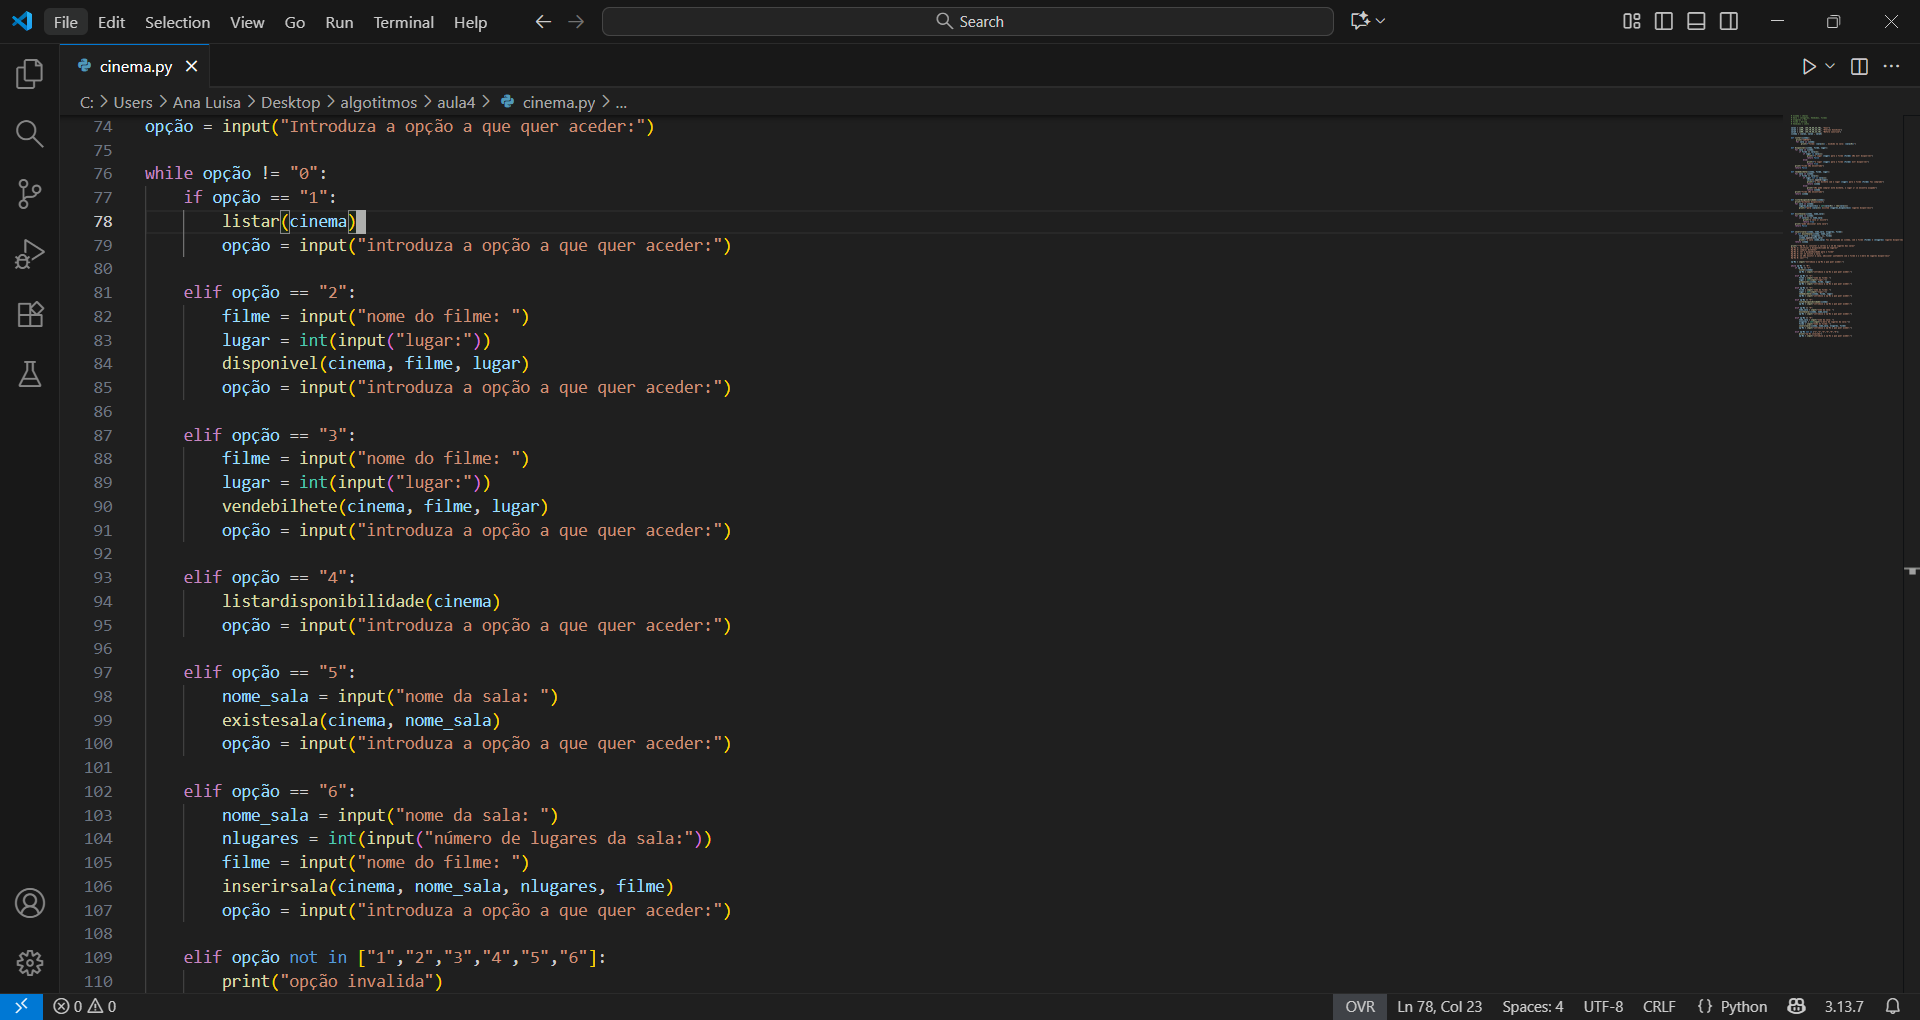 File Edit Selection View Go Run Terminal Help Search
cinema.py
C: > Users > Ana Luisa > Desktop > algotitmos > aula4 > cinema.py > ...
74 opção = input("Introduza a opção a que quer aceder:")
75
76 while opção != "0":
77 if opção == "1":
78 listar(cinema)
79 opção = input("introduza a opção a que quer aceder:")
80
81 elif opção == "2":
82 filme = input("nome do filme: ")
83 lugar = int(input("lugar:"))
84 disponivel(cinema, filme, lugar)
85 opção = input("introduza a opção a que quer aceder:")
86
87 elif opção == "3":
88 filme = input("nome do filme: ")
89 lugar = int(input("lugar:"))
90 vendebilhete(cinema, filme, lugar)
91 opção = input("introduza a opção a que quer aceder:")
92
93 elif opção == "4":
94 listardisponibilidade(cinema)
95 opção = input("introduza a opção a que quer aceder:")
96
97 elif opção == "5":
98 nome_sala = input("nome da sala: ")
99 existesala(cinema, nome_sala)
100 opção = input("introduza a opção a que quer aceder:")
101
102 elif opção == "6":
103 nome_sala = input("nome da sala: ")
104 nlugares = int(input("número de lugares da sala:"))
105 filme = input("nome do filme: ")
106 inserirsala(cinema, nome_sala, nlugares, filme)
107 opção = input("introduza a opção a que quer aceder:")
108
109 elif opção not in ["1","2","3","4","5","6"]:
110 print("opção invalida")
0 0 OVR Ln 78, Col 23 Spaces: 4 UTF-8 CRLF {} Python 3.13.7